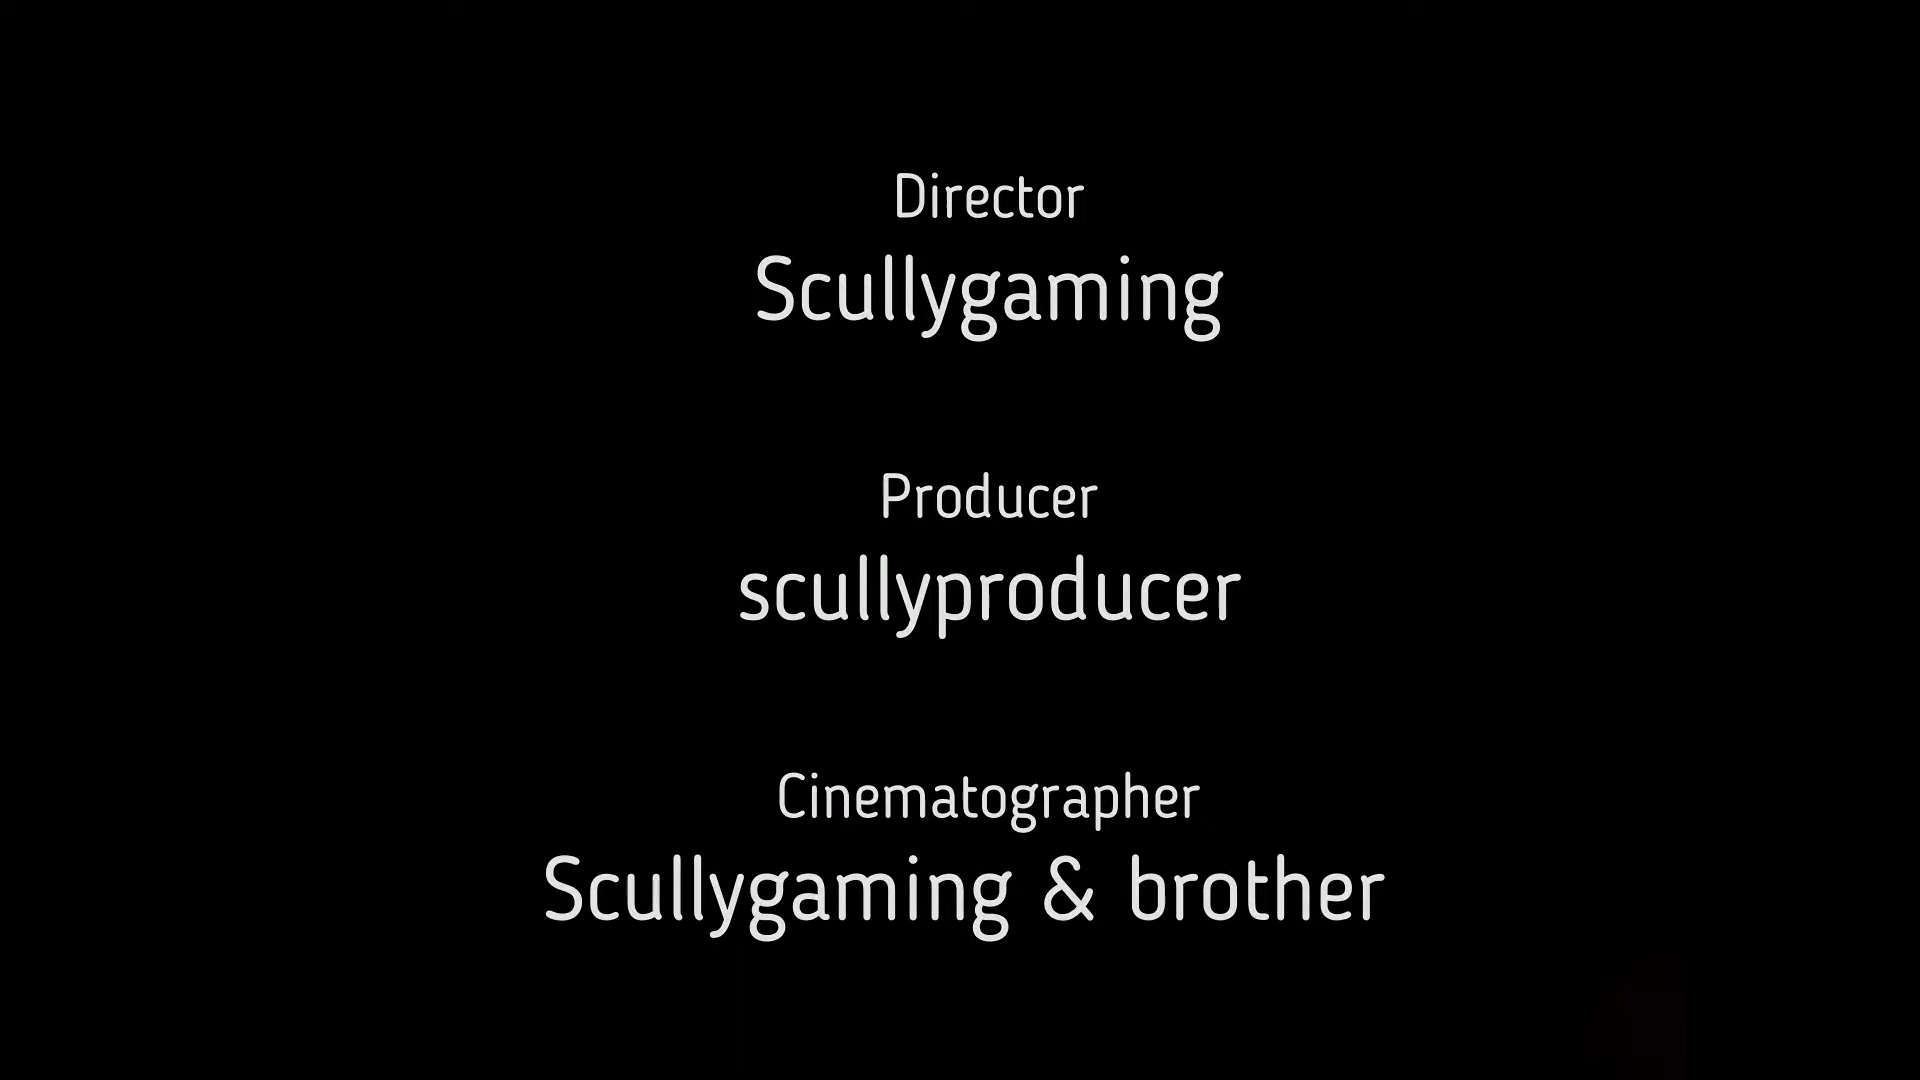 Director
Scullygaming
Producer
scullyproducer
Cinematographer
Scullygaming & brother